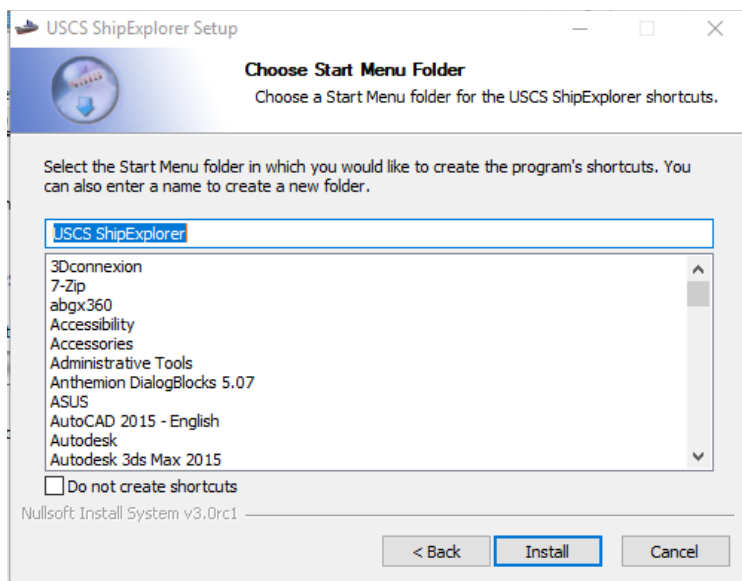 USCS ShipExplorer Setup
Choose Start Menu Folder
Choose a Start Menu folder for the USCS ShipExplorer shortcuts.
Select the Start Menu folder in which you would like to create the program's shortcuts. You
can also enter a name to create a new folder.
USCS ShipExplorer
3Dconnexion
7-Zip
abgx360
Accessibility
Accessories
Administrative Tools
Anthemion DialogBlocks 5.07
ASUS
AutoCAD 2015 - English
Autodesk
Autodesk 3ds Max 2015
Do not create shortcuts
Nullsoft Install System v3.0rc1
< Back
Install
Cancel